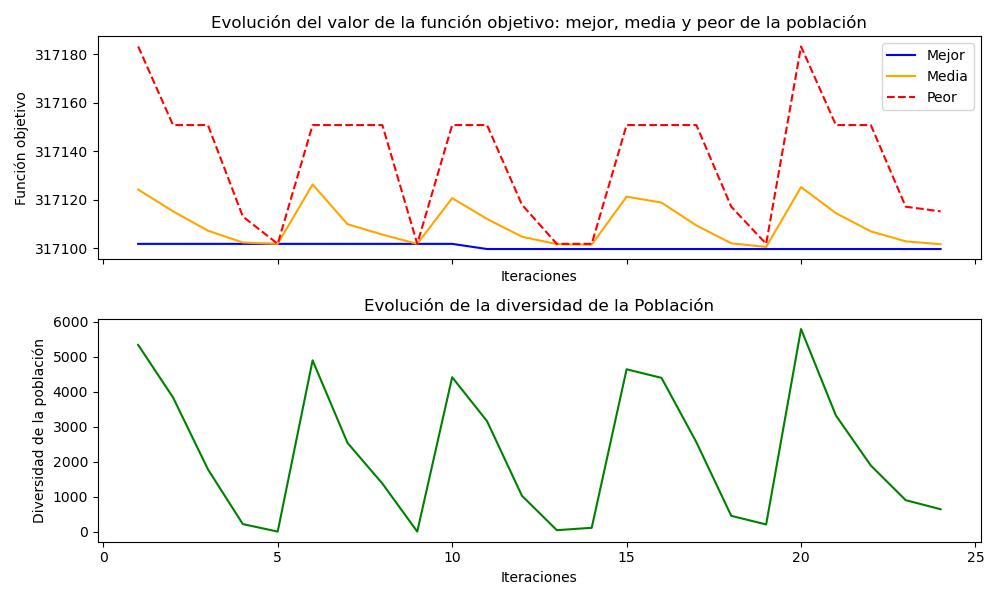 Evolución del valor de la función objetivo: mejor, media y peor de la población
317180
317160
317140
317120
317100
Función objetivo
Mejor
Media
Peor
Iteraciones
Evolución de la diversidad de la Población
6000
5000
4000
3000
2000
1000
0
Diversidad de la población
0 5 10 15 20 25
Iteraciones